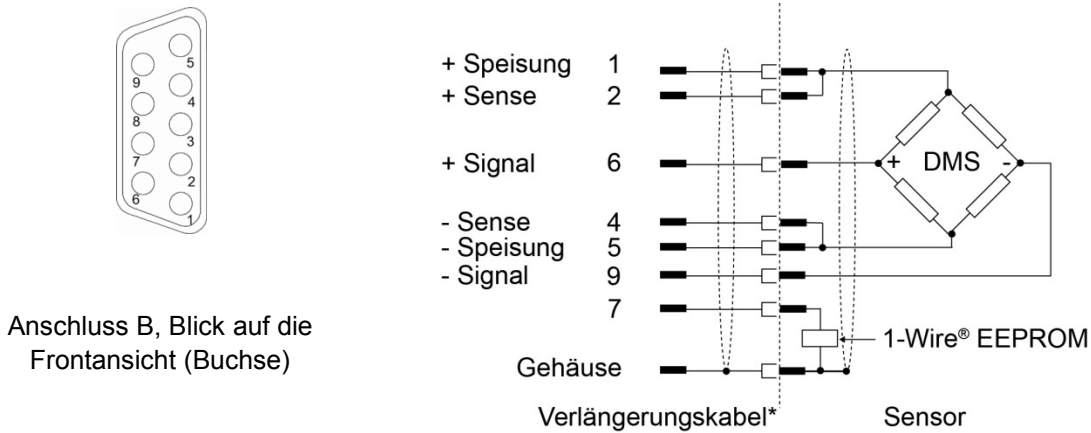 5
9
4
8
3
7
2
6
1
Anschluss B, Blick auf die
Frontansicht (Buchse)
+ Speisung 1
+ Sense 2
+ Signal 6
- Sense 4
- Speisung 5
- Signal 9
7
Gehäuse
+ DMS -
1-Wire® EEPROM
Verlängerungskabel* Sensor